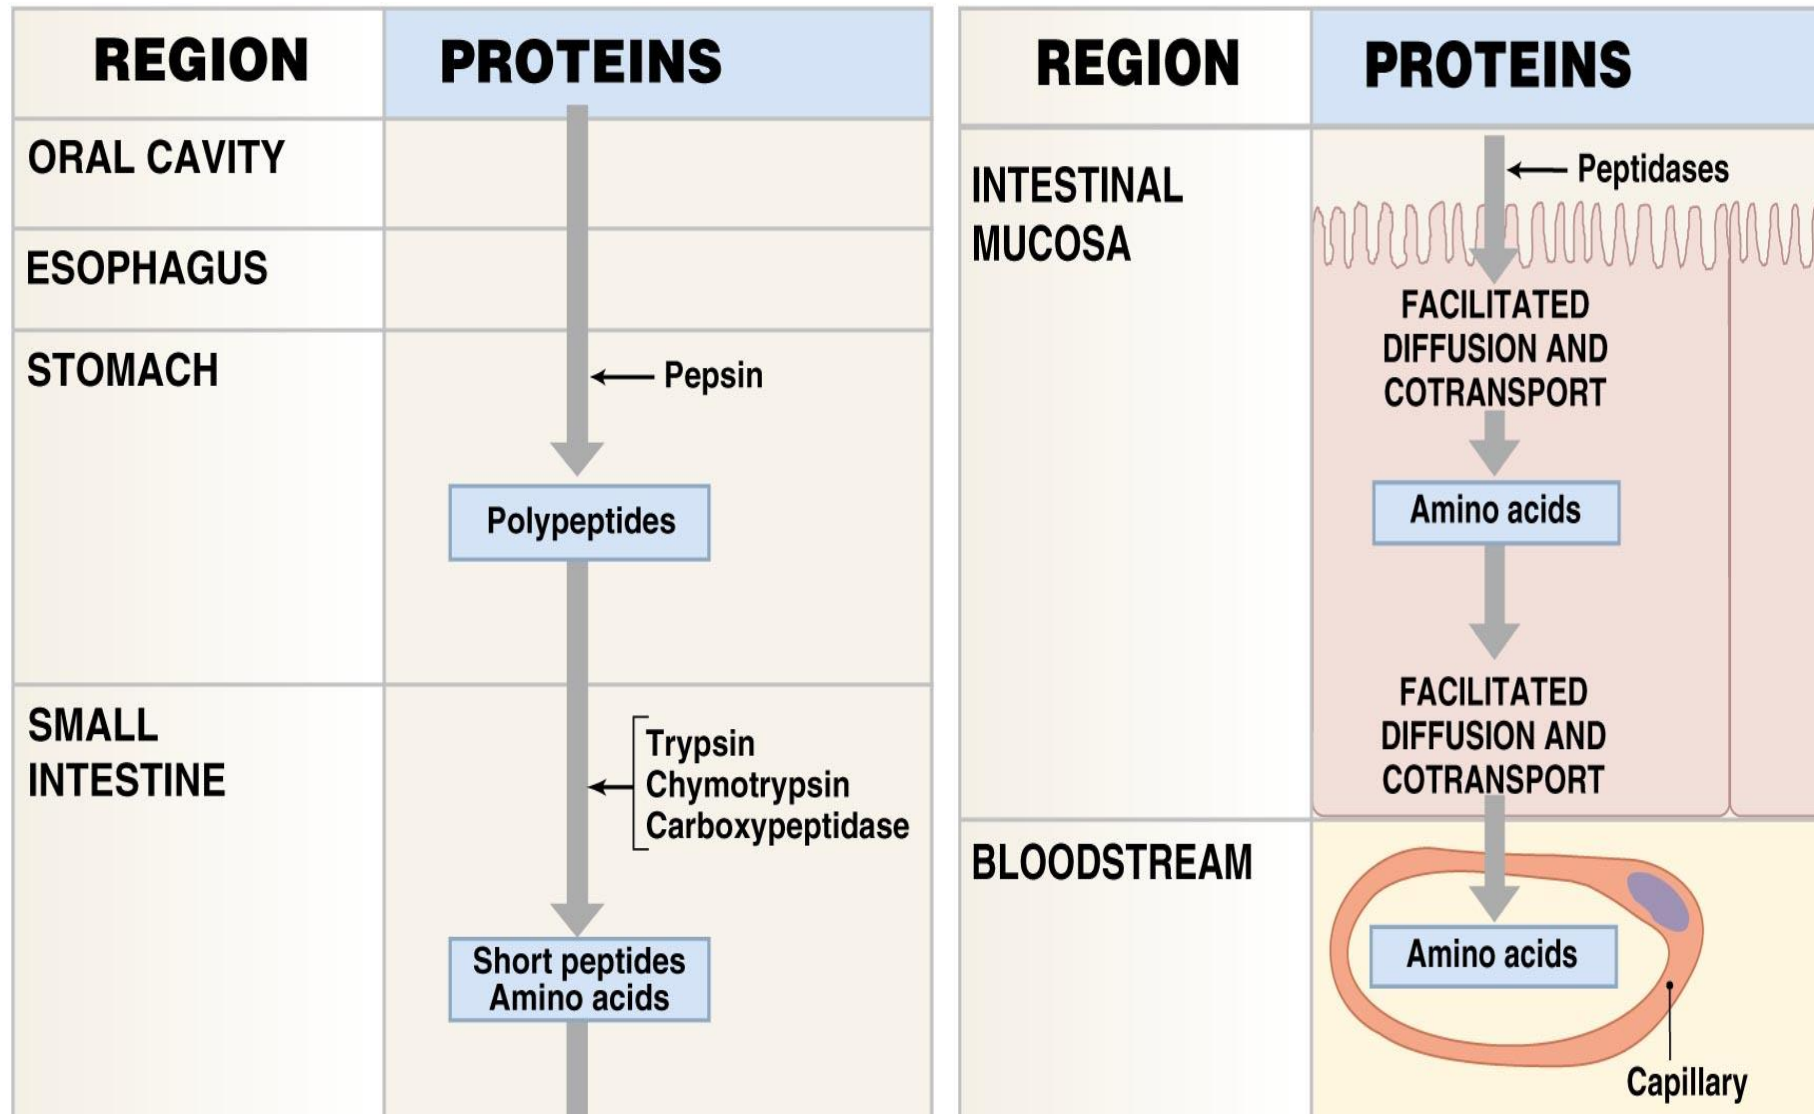 REGION
PROTEINS
ORAL CAVITY
ESOPHAGUS
STOMACH
Pepsin
Polypeptides
SMALL
INTESTINE
Trypsin
Chymotrypsin
Carboxypeptidase
Short peptides
Amino acids
REGION
PROTEINS
INTESTINAL
MUCOSA
Peptidases
FACILITATED
DIFFUSION AND
COTRANSPORT
Amino acids
FACILITATED
DIFFUSION AND
COTRANSPORT
BLOODSTREAM
Amino acids
Capillary